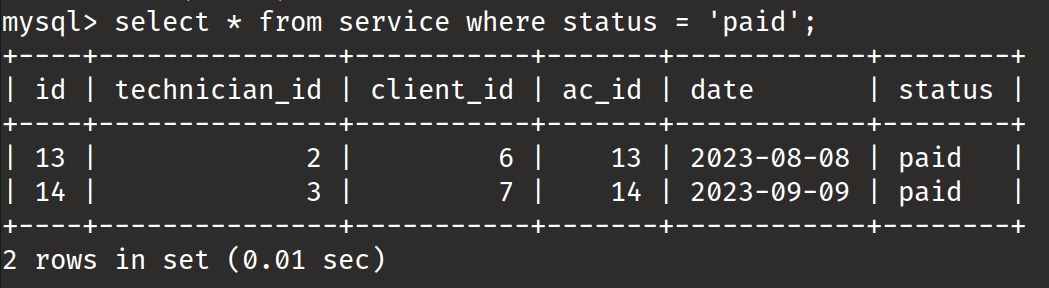 mysql> select * from service where status = 'paid';
+----+---------------+-----------+-------+------------+--------+
| id | technician_id | client_id | ac_id | date       | status |
+----+---------------+-----------+-------+------------+--------+
| 13 |             2 |         6 |    13 | 2023-08-08 | paid   |
| 14 |             3 |         7 |    14 | 2023-09-09 | paid   |
+----+---------------+-----------+-------+------------+--------+
2 rows in set (0.01 sec)